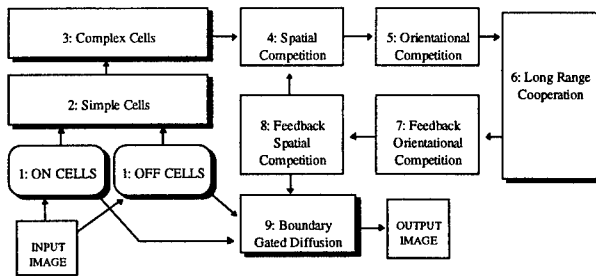 3: Complex Cells
4: Spatial
Competition
5: Orientational
Competition
6: Long Range
Cooperation
2: Simple Cells
8: Feedback
Spatial
Competition
7: Feedback
Orientational
Competition
1: ON CELLS
1: OFF CELLS
9: Boundary
Gated Diffusion
INPUT
IMAGE
OUTPUT
IMAGE